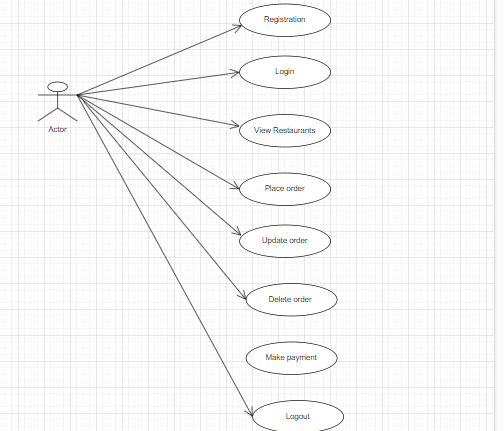 Registration
Login
Actor
View Restaurants
Place order
Update order
Delete order
Make payment
Logout